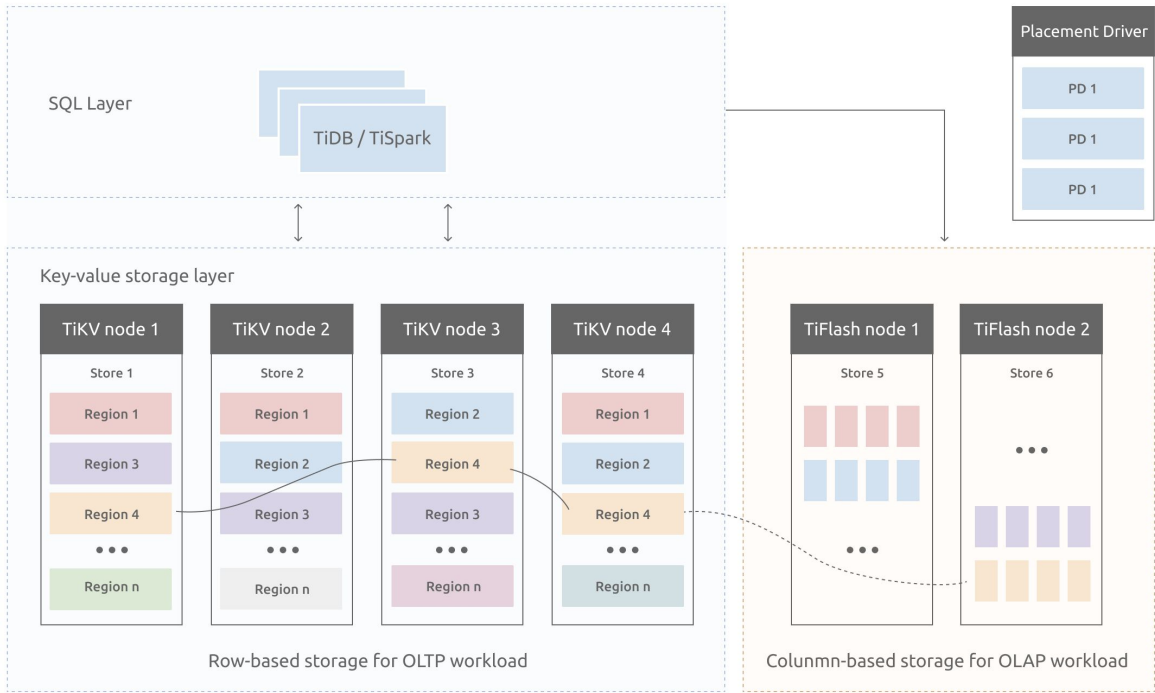 Placement Driver
PD 1
PD 1
PD 1
SQL Layer
TiDB / TiSpark
Key-value storage layer
TiKV node 1
Store 1
Region 1
Region 3
Region 4
Region n
TiKV node 2
Store 2
Region 1
Region 2
Region 3
Region n
TiKV node 3
Store 3
Region 2
Region 4
Region 3
Region n
TiKV node 4
Store 4
Region 1
Region 2
Region 4
Region n
Row-based storage for OLTP workload
TiFlash node 1
Store 5
TiFlash node 2
Store 6
Colunmn-based storage for OLAP workload